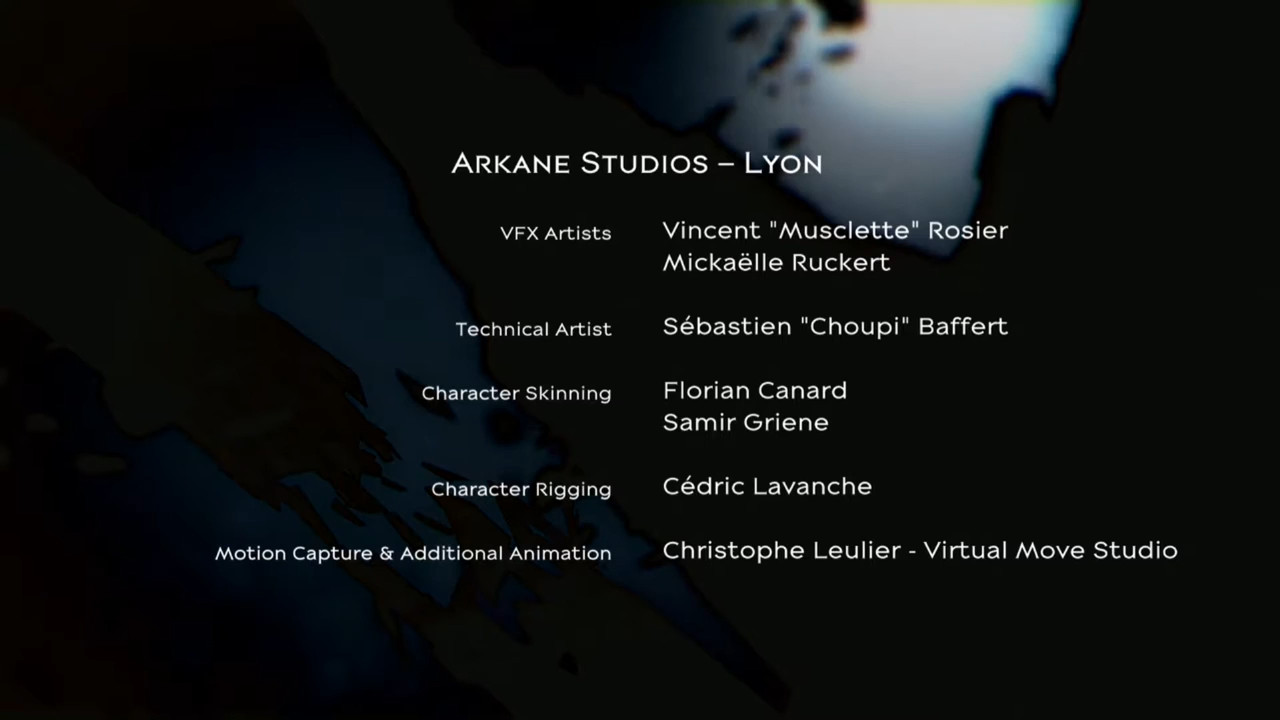 Arkane Studios – Lyon
VFX Artists Vincent "Musclette" Rosier
Mickaëlle Ruckert
Technical Artist Sébastien "Choupi" Baffert
Character Skinning Florian Canard
Samir Griene
Character Rigging Cédric Lavanche
Motion Capture & Additional Animation Christophe Leulier - Virtual Move Studio